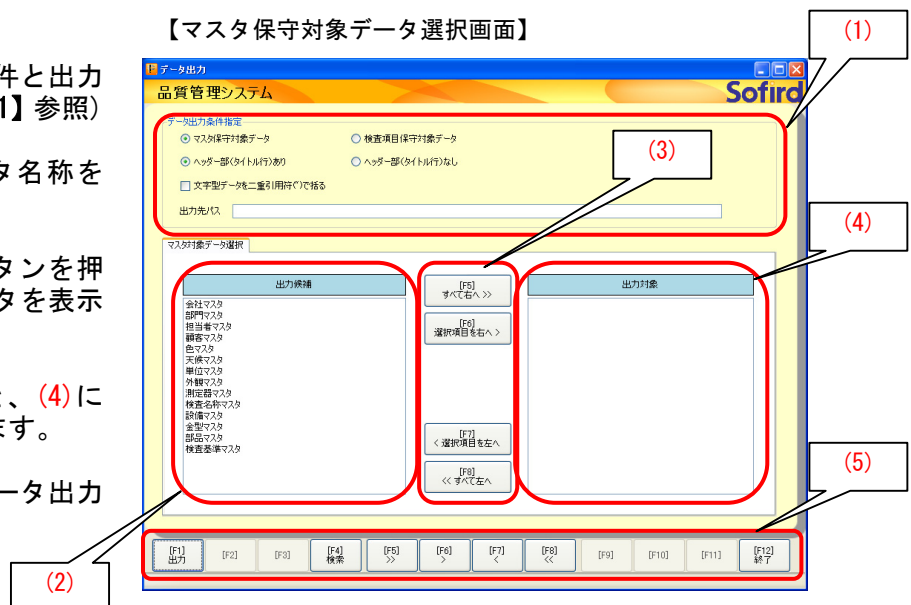 【マスタ保守対象データ選択画面】
(1)
件と出力
1】参照)
タ名称を
タンを押
タを表示
、(4)に
ます。
ータ出力
データ出力
品質管理システム
Sofird
データ出力条件指定
マスタ保守対象データ
検査項目保守対象データ
ヘッダー部(タイトル行)あり
ヘッダー部(タイトル行)なし
文字型データを二重引用符(")で括る
出力先パス
(3)
(4)
マスタ対象データ選択
出力候補
会社マスタ
部門マスタ
担当者マスタ
顧客マスタ
色マスタ
天候マスタ
単位マスタ
外観マスタ
測定器マスタ
検査名称マスタ
設備マスタ
金型マスタ
部品マスタ
検査基準マスタ
[F5]
すべて右へ >>
[F6]
選択項目を右へ >
[F7]
< 選択項目を左へ
[F8]
<< すべて左へ
出力対象
(5)
[F1]
出力
[F2]
[F3]
[F4]
検索
[F5]
>>
[F6]
>
[F7]
<
[F8]
<<
[F9]
[F10]
[F11]
[F12]
終了
(2)